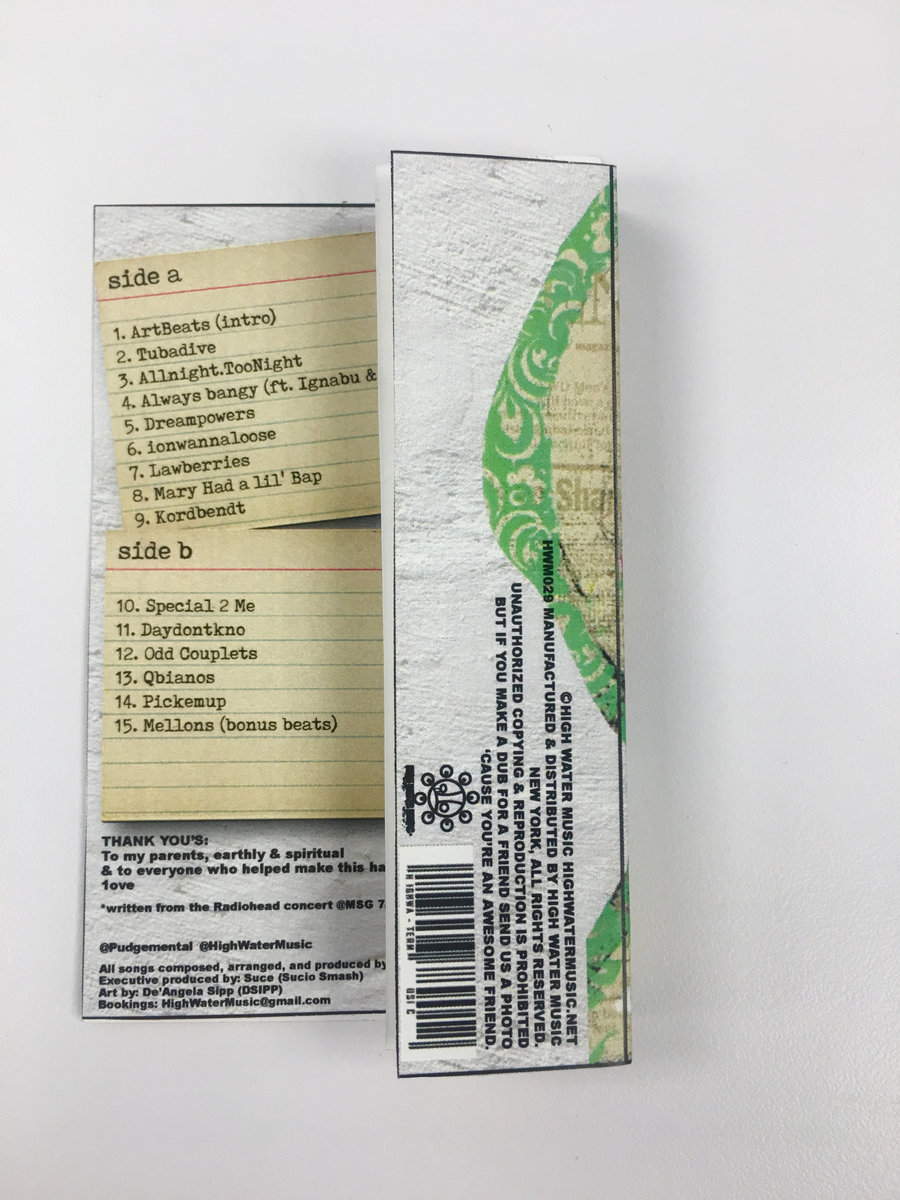 side a
1. ArtBeats (intro)
2. Tubadive
3. Allnight.TooNight
4. Always bangy (ft. Ignabu &
5. Dreampowers
6. ionwannaloose
7. Lawberries
8. Mary Had a lil' Bap
9. Kordbendt
side b
10. Special 2 Me
11. Daydontkno
12. Odd Couplets
13. Qbianos
14. Pickemup
15. Mellons (bonus beats)
THANK YOU'S:
To my parents, earthly & spiritual
& to everyone who helped make this ha
1ove
*written from the Radiohead concert @MSG 7
@Pudgemental @HighWaterMusic
All songs composed, arranged, and produced by
Executive produced by: Suce (Sucio Smash)
Art by: De'Angela Sipp (DSIPP)
Bookings: HighWaterMusic@gmail.com
©HIGH WATER MUSIC HIGHWATERMUSIC.NET
HWM029 MANUFACTURED & DISTRIBUTED BY HIGH WATER MUSIC
NEW YORK, ALL RIGHTS RESERVED.
UNAUTHORIZED COPYING & REPRODUCTION IS PROHIBITED
BUT IF YOU MAKE A DUB FOR A FRIEND SEND US A PHOTO
'CAUSE YOU'RE AN AWESOME FRIEND.
Shar